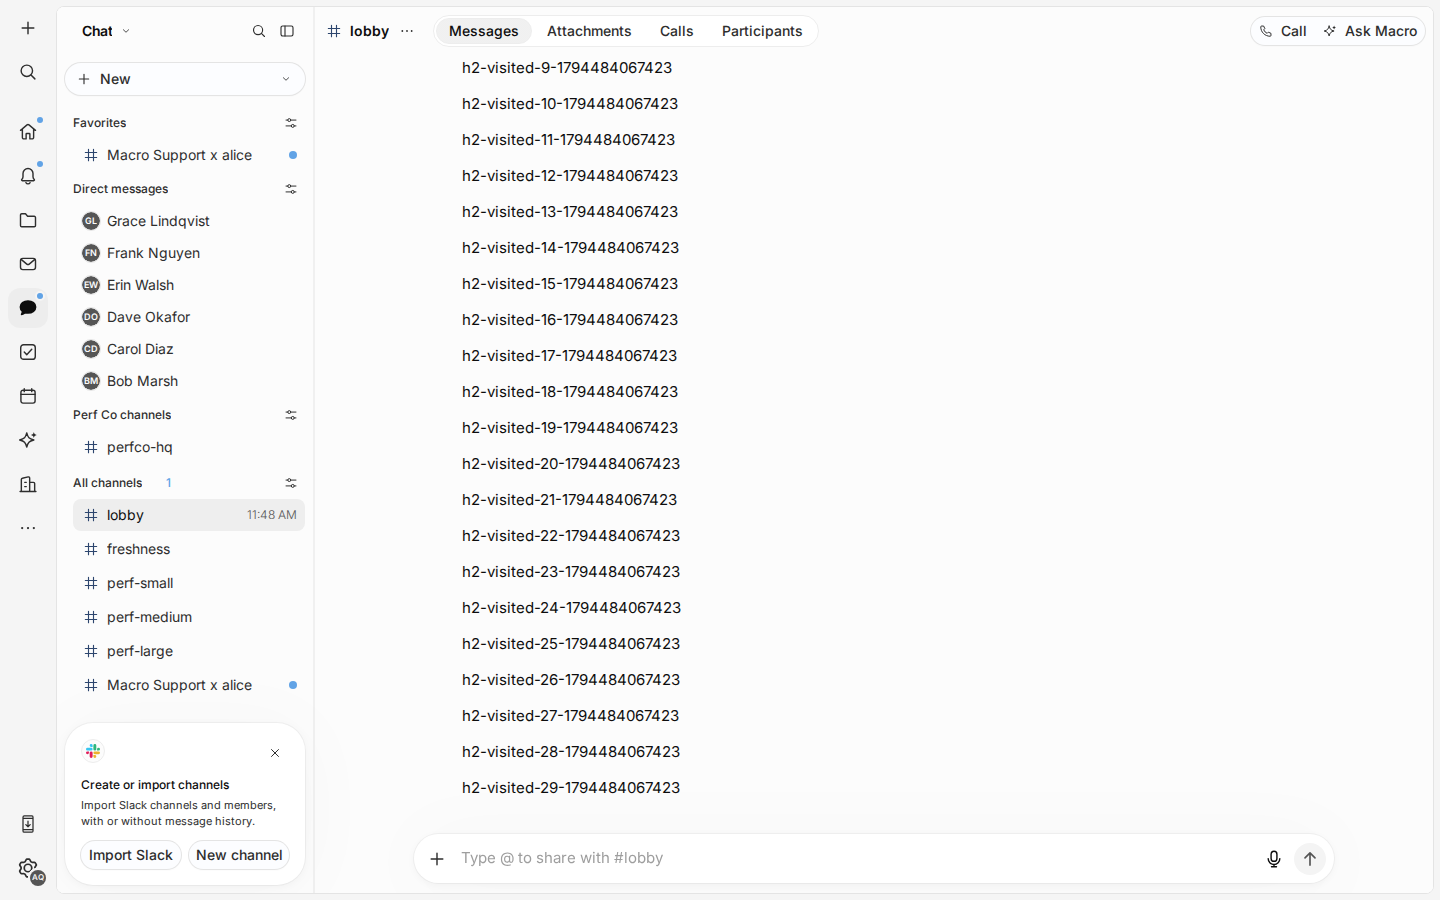 Chat
New
Favorites
Macro Support x alice
Direct messages
GL Grace Lindqvist
FN Frank Nguyen
EW Erin Walsh
DO Dave Okafor
CD Carol Diaz
BM Bob Marsh
Perf Co channels
perfco-hq
All channels 1
lobby 11:48 AM
freshness
perf-small
perf-medium
perf-large
Macro Support x alice
Create or import channels
Import Slack channels and members,
with or without message history.
Import Slack New channel
AQ
lobby Messages Attachments Calls Participants Call Ask Macro
h2-visited-9-1794484067423
h2-visited-10-1794484067423
h2-visited-11-1794484067423
h2-visited-12-1794484067423
h2-visited-13-1794484067423
h2-visited-14-1794484067423
h2-visited-15-1794484067423
h2-visited-16-1794484067423
h2-visited-17-1794484067423
h2-visited-18-1794484067423
h2-visited-19-1794484067423
h2-visited-20-1794484067423
h2-visited-21-1794484067423
h2-visited-22-1794484067423
h2-visited-23-1794484067423
h2-visited-24-1794484067423
h2-visited-25-1794484067423
h2-visited-26-1794484067423
h2-visited-27-1794484067423
h2-visited-28-1794484067423
h2-visited-29-1794484067423
Type @ to share with #lobby